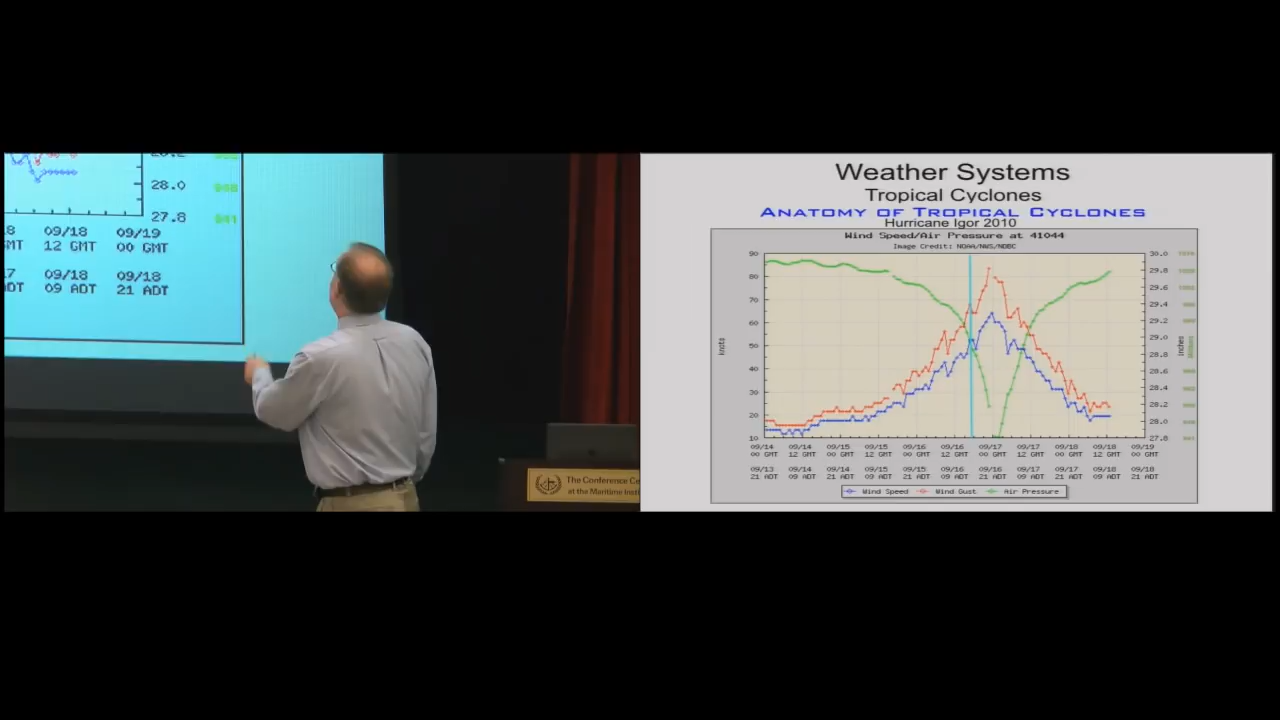 28.0
27.8
941
8 09/18 09/19
GMT 12 GMT 00 GMT
09/18 09/18
ADT 09 ADT 21 ADT
The Conference Ce
at the Maritime Insti
Weather Systems
Tropical Cyclones
ANATOMY OF TROPICAL CYCLONES
Hurricane Igor 2010
Wind Speed/Air Pressure at 41044
Image Credit: NOAA/NWS/NDBC
90 30.0
80 29.8
70 29.6
60 29.4
50 29.2
40 29.0
30 28.8
20 28.6
10 28.4
28.2
28.0
27.8
knots
inches
09/14 09/14 09/15 09/15 09/16 09/16 09/17 09/17 09/18 09/18 09/19
00 GMT 12 GMT 00 GMT 12 GMT 00 GMT 12 GMT 00 GMT 12 GMT 00 GMT 12 GMT 00 GMT
09/13 09/14 09/14 09/15 09/15 09/16 09/16 09/17 09/17 09/18 09/18
21 ADT 09 ADT 21 ADT 09 ADT 21 ADT 09 ADT 21 ADT 09 ADT 21 ADT 09 ADT 21 ADT
Wind Speed Wind Gust Air Pressure